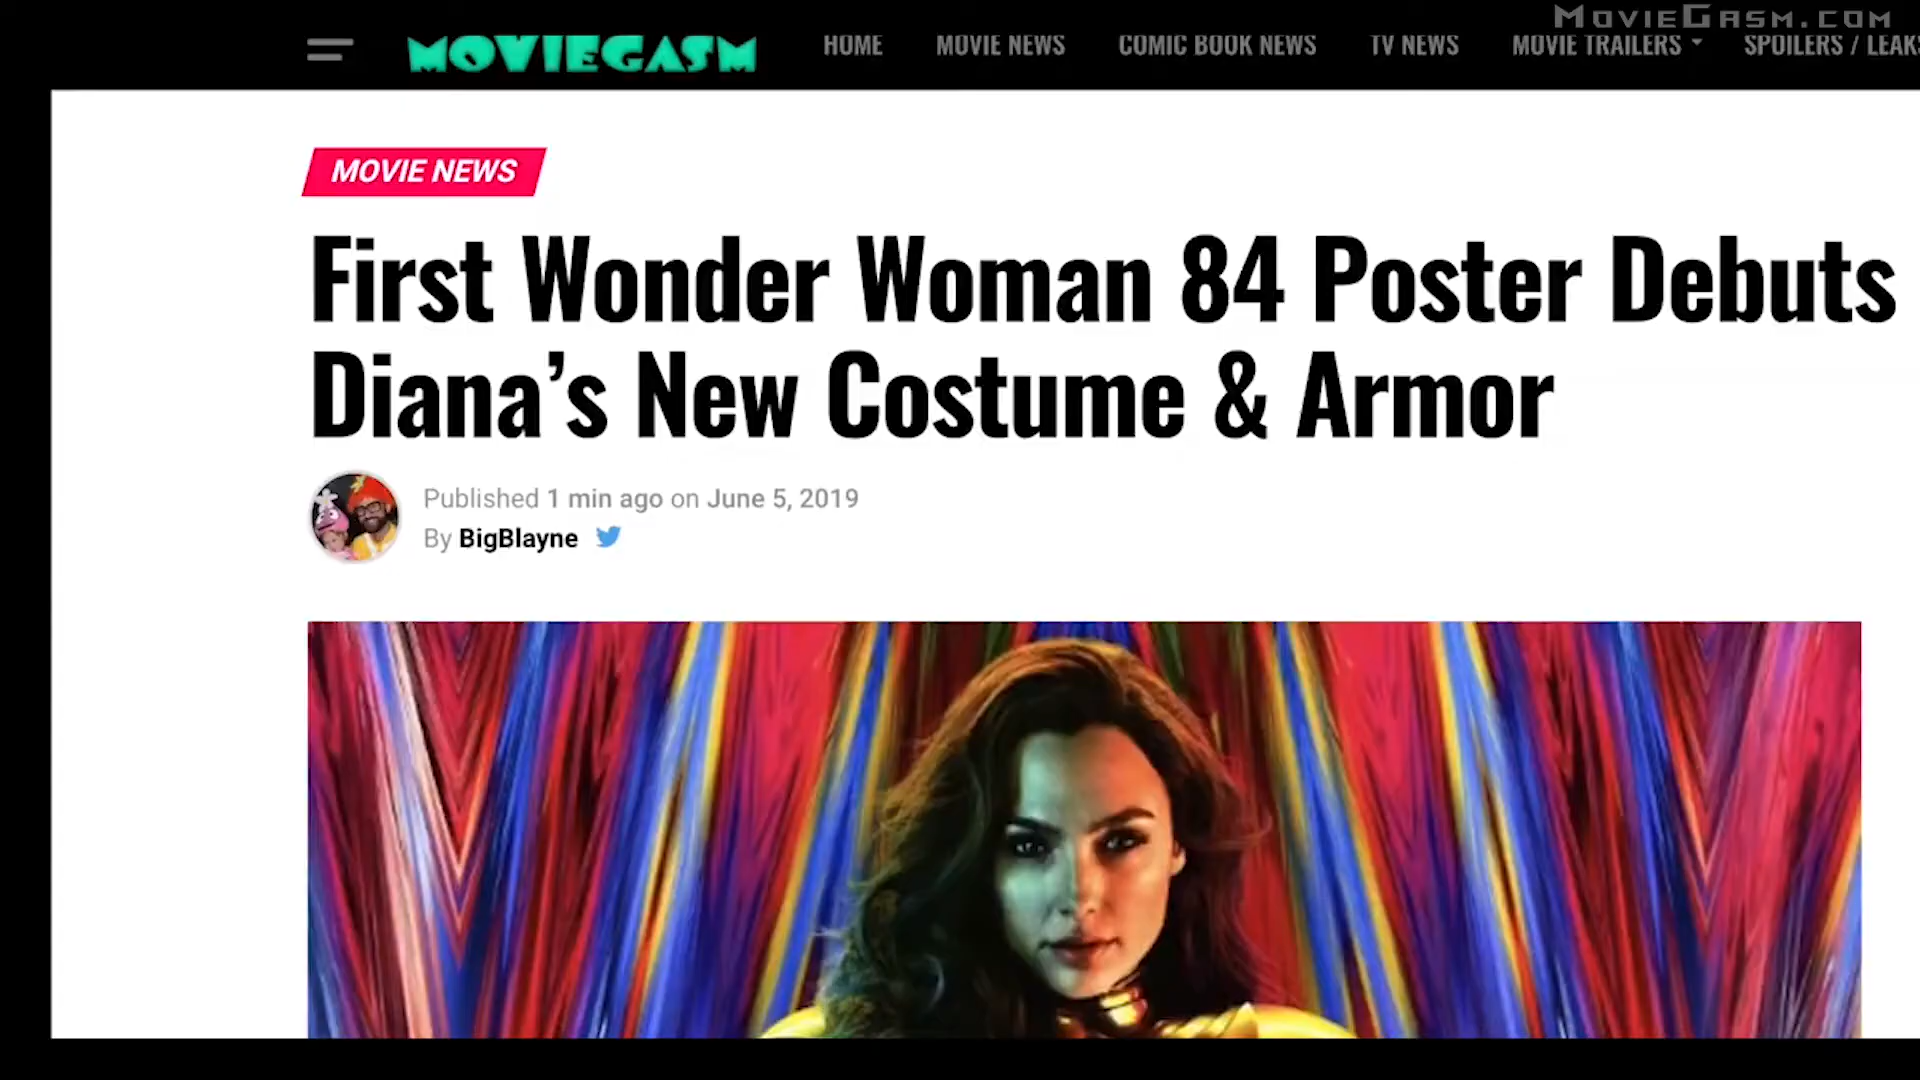 MovieGasm.com
MOVIEGASM
HOME
MOVIE NEWS
COMIC BOOK NEWS
TV NEWS
MOVIE TRAILERS
SPOILERS / LEAKS
MOVIE NEWS
First Wonder Woman 84 Poster Debuts
Diana’s New Costume & Armor
Published 1 min ago on June 5, 2019
By BigBlayne